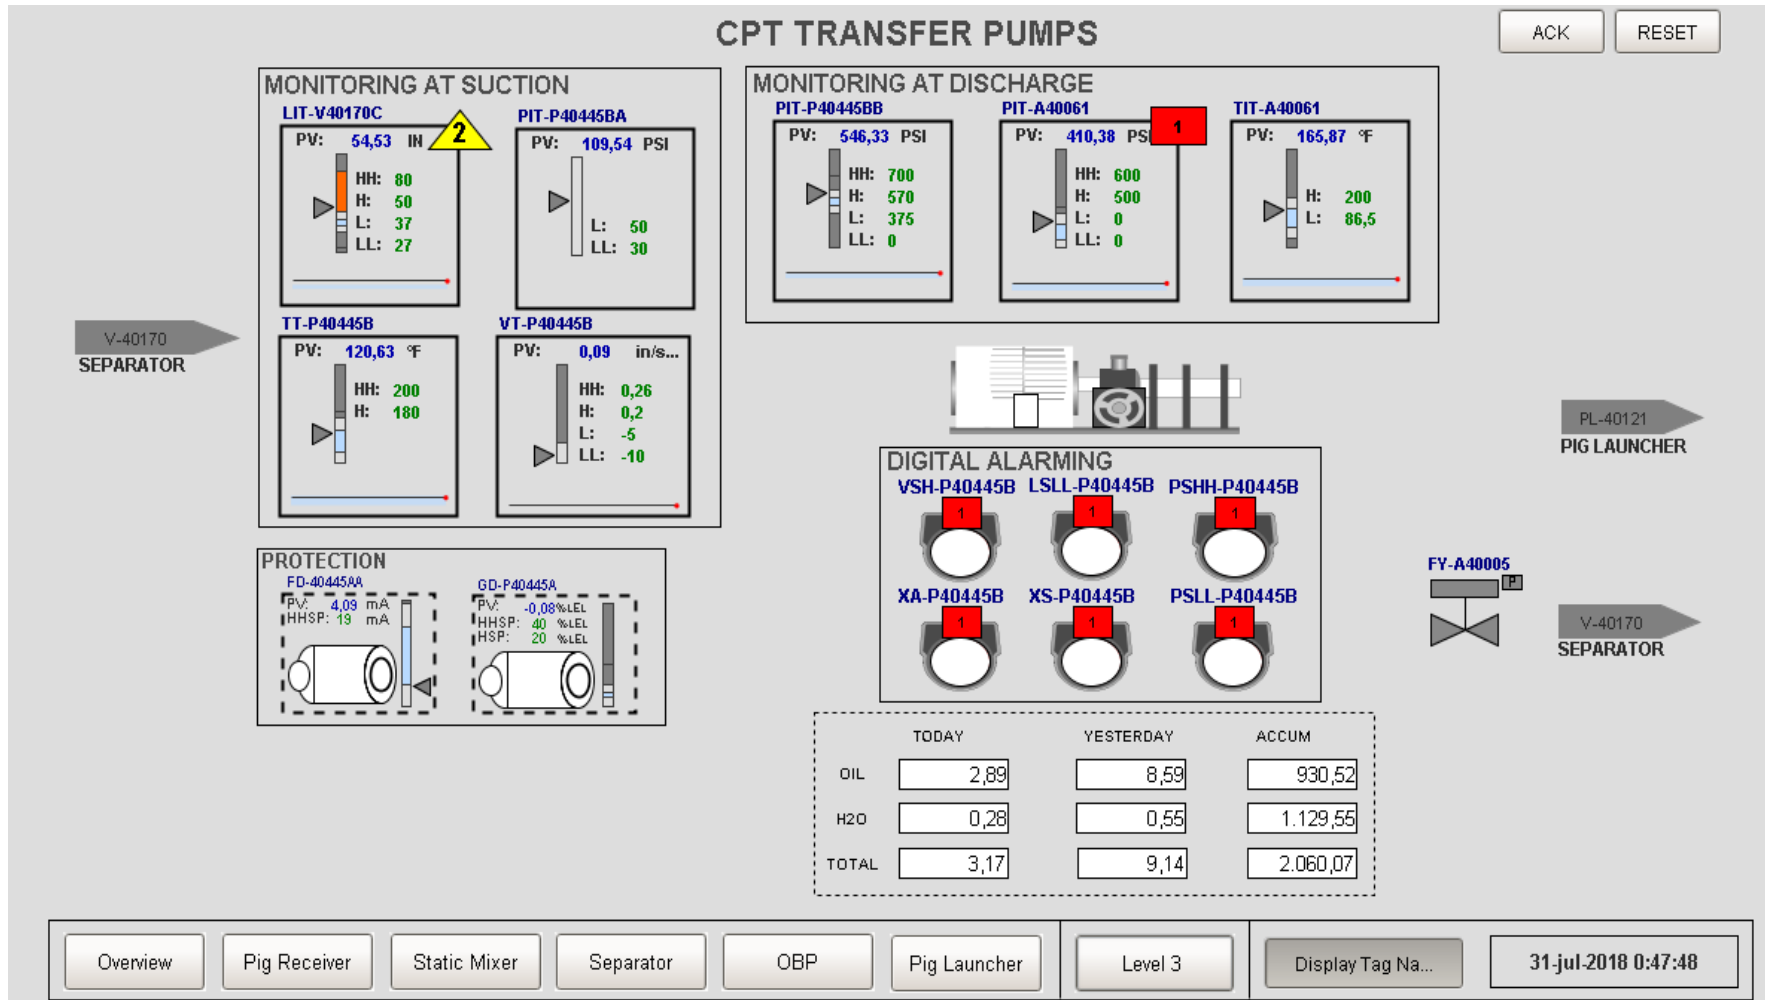 CPT TRANSFER PUMPS
ACK
RESET
MONITORING AT SUCTION
LIT-V40170C
2
PV: 54,53 IN
HH: 80
H: 50
L: 37
LL: 27
PIT-P40445BA
PV: 109,54 PSI
L: 50
LL: 30
TT-P40445B
PV: 120,63 ºF
HH: 200
H: 180
VT-P40445B
PV: 0,09 in/s...
HH: 0,26
H: 0,2
L: -5
LL: -10
MONITORING AT DISCHARGE
PIT-P40445BB
PV: 546,33 PSI
HH: 700
H: 570
L: 375
LL: 0
PIT-A40061
1
PV: 410,38
HH: 600
H: 500
L: 0
LL: 0
TIT-A40061
PV: 165,87 ºF
H: 200
L: 86,5
V-40170
SEPARATOR
PL-40121
PIG LAUNCHER
DIGITAL ALARMING
VSH-P40445B LSLL-P40445B PSHH-P40445B
1 1 1
XA-P40445B XS-P40445B PSLL-P40445B
1 1 1
FY-A40005
P
V-40170
SEPARATOR
PROTECTION
FD-40445AA
PV: 4,09 mA
HHSP: 19 mA
GD-P40445A
PV: -0,08 %LEL
HHSP: 40 %LEL
HSP: 20 %LEL
TODAY YESTERDAY ACCUM
OIL 2,89 8,59 930,52
H2O 0,28 0,55 1.129,55
TOTAL 3,17 9,14 2.060,07
Overview
Pig Receiver
Static Mixer
Separator
OBP
Pig Launcher
Level 3
Display Tag Na...
31-jul-2018 0:47:48